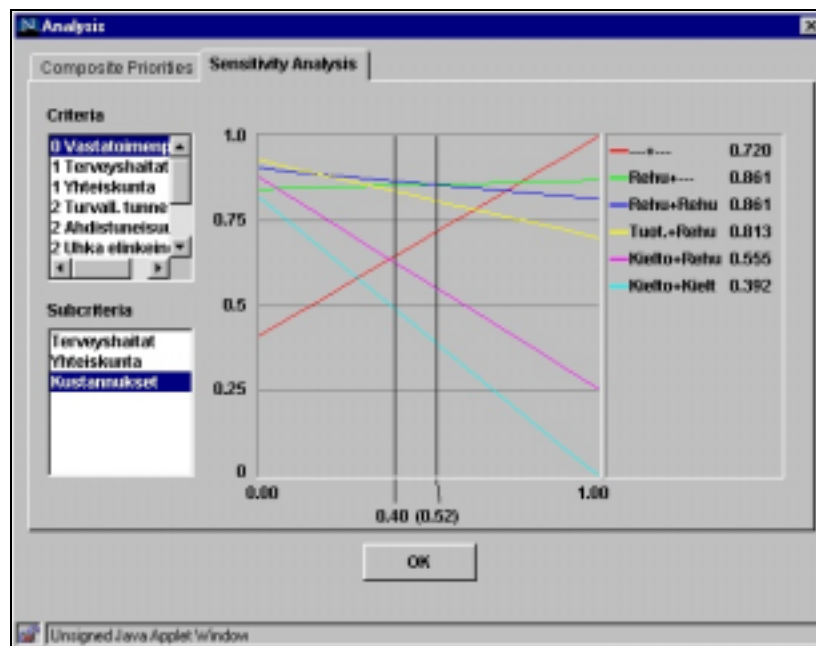 Analysis
Composite Priorities
Sensitivity Analysis
Criteria
0 Vastatoimenp
1 Terveyshaitat
1 Yhteiskunta
2 Turvall. tunne
2 Ahdistuneisuu
2 Uhka elinkein
Subcriteria
Terveyshaitat
Yhteiskunta
Kustannukset
1.0
0.75
0.5
0.25
0
0.00
1.00
0.40 (0.52)
---+--- 0.720
Rehu+--- 0.861
Rehu+Rehu 0.861
Tuot.+Rehu 0.813
Kielto+Rehu 0.555
Kielto+Kielt 0.392
OK
Unsigned Java Applet Window